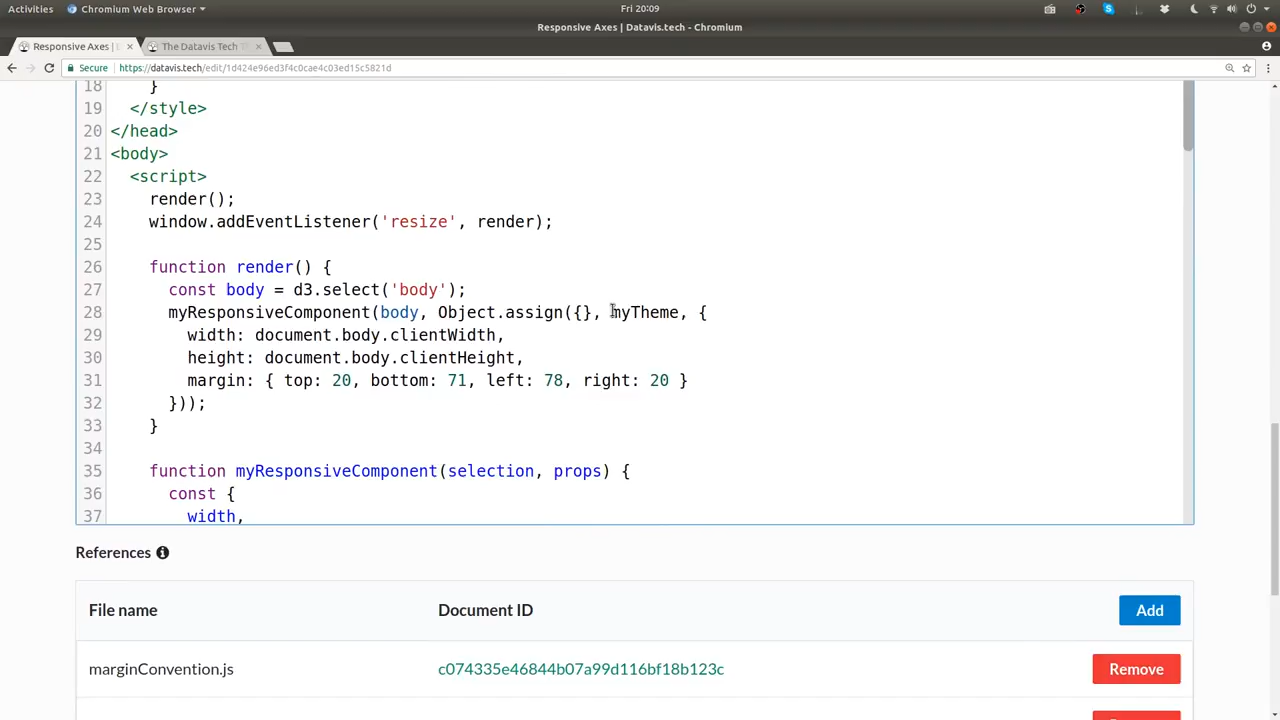 Activities Chromium Web Browser Fri 20:09
Responsive Axes | Datavis.tech - Chromium
Responsive Axes | The Datavis Tech
Secure https://datavis.tech/edit/1d424e96ed3f4c0cae4c03ed15c5821d
18 }
19 </style>
20 </head>
21 <body>
22 <script>
23 render();
24 window.addEventListener('resize', render);
25
26 function render() {
27 const body = d3.select('body');
28 myResponsiveComponent(body, Object.assign({}, myTheme, {
29 width: document.body.clientWidth,
30 height: document.body.clientHeight,
31 margin: { top: 20, bottom: 71, left: 78, right: 20 }
32 }));
33 }
34
35 function myResponsiveComponent(selection, props) {
36 const {
37 width,
References
File name Document ID Add
marginConvention.js c074335e46844b07a99d116bf18b123c Remove